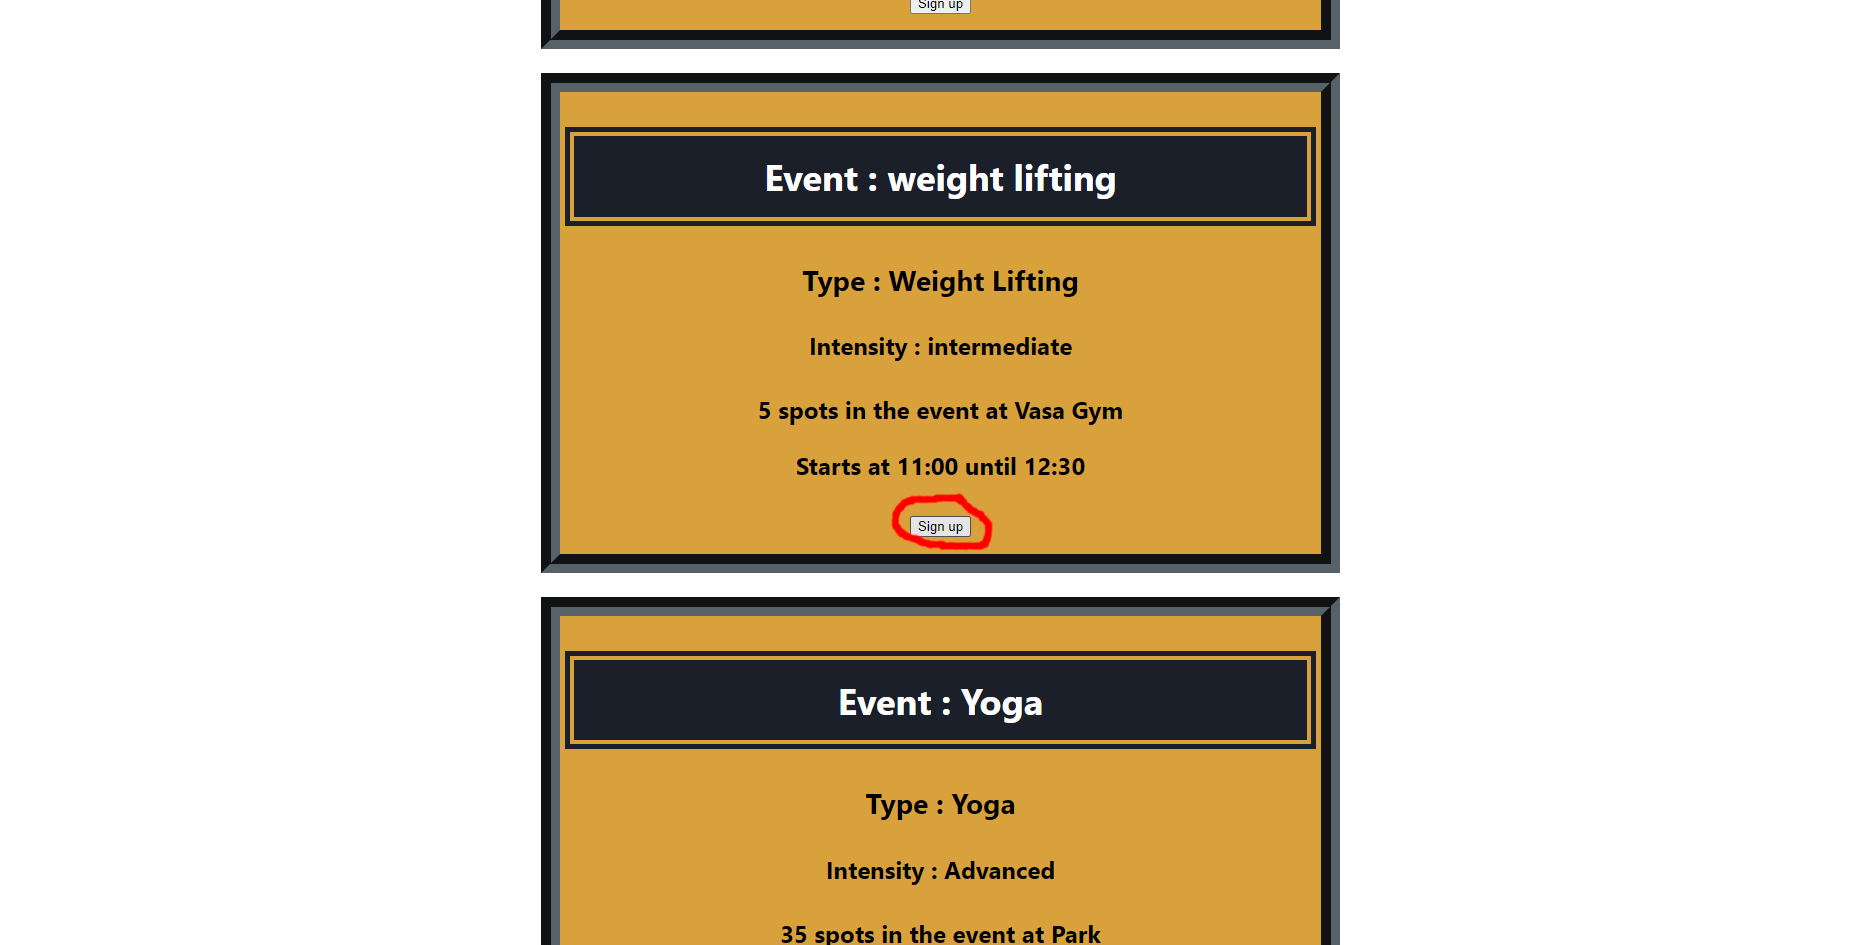 Sign up
Event : weight lifting
Type : Weight Lifting
Intensity : intermediate
5 spots in the event at Vasa Gym
Starts at 11:00 until 12:30
Sign up
Event : Yoga
Type : Yoga
Intensity : Advanced
35 spots in the event at Park